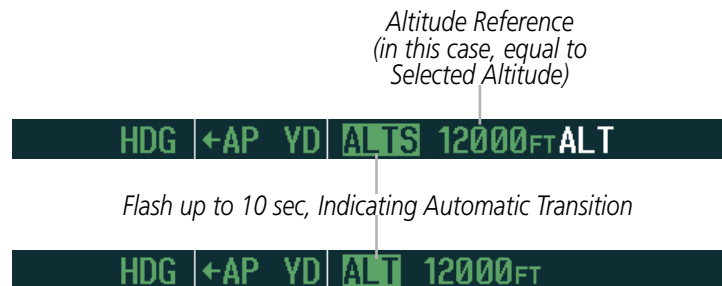 Altitude Reference
(in this case, equal to
Selected Altitude)
HDG ←AP YD ALTS 12000FT ALT
Flash up to 10 sec, Indicating Automatic Transition
HDG ←AP YD ALT 12000FT